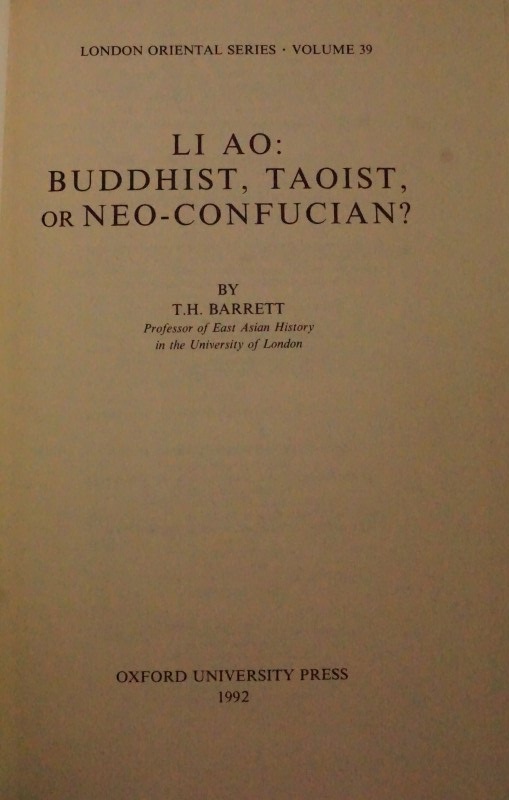 LONDON ORIENTAL SERIES · VOLUME 39
LI AO:
BUDDHIST, TAOIST,
OR NEO-CONFUCIAN?
BY
T.H. BARRETT
Professor of East Asian History
in the University of London
OXFORD UNIVERSITY PRESS
1992